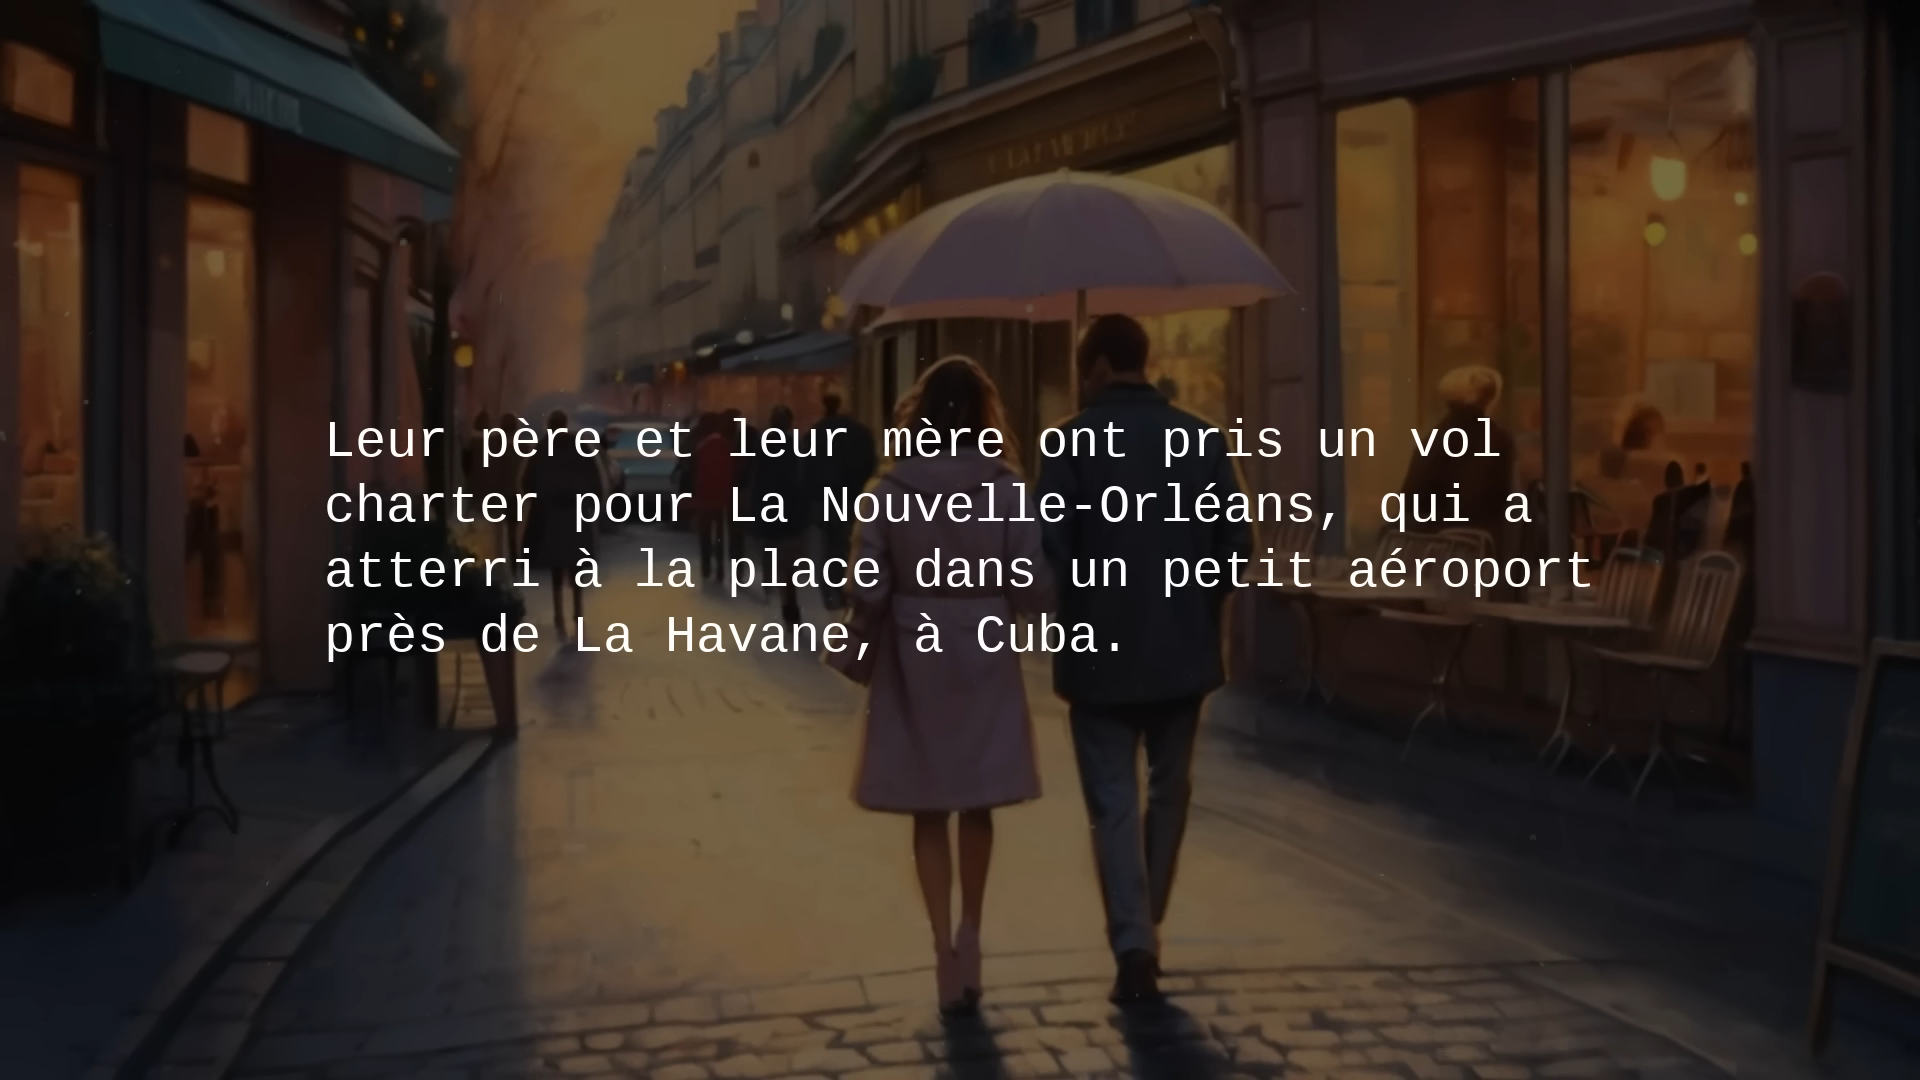 Leur père et leur mère ont pris un vol
charter pour La Nouvelle-Orléans, qui a
atterri à la place dans un petit aéroport
près de La Havane, à Cuba.